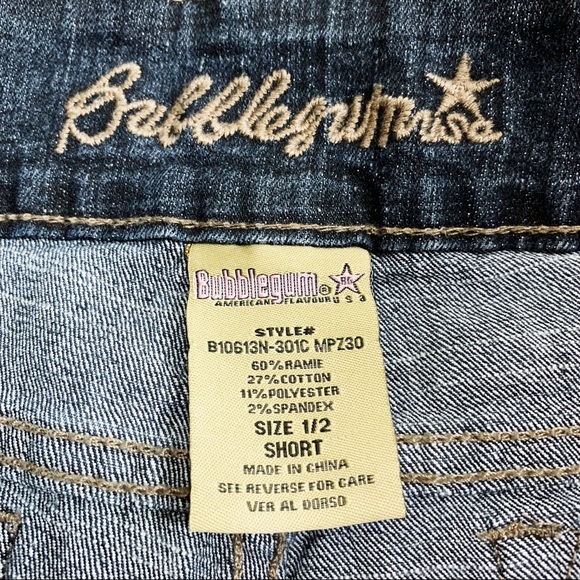 Bubblegum USA
Bubblegum®
AMERICANE FLAVOUR U S A
STYLE#
B10613N-301C MPZ30
60%RAMIE
27%COTTON
11%POLYESTER
2%SPANDEX
SIZE 1/2
SHORT
MADE IN CHINA
SEE REVERSE FOR CARE
VER AL DORSO